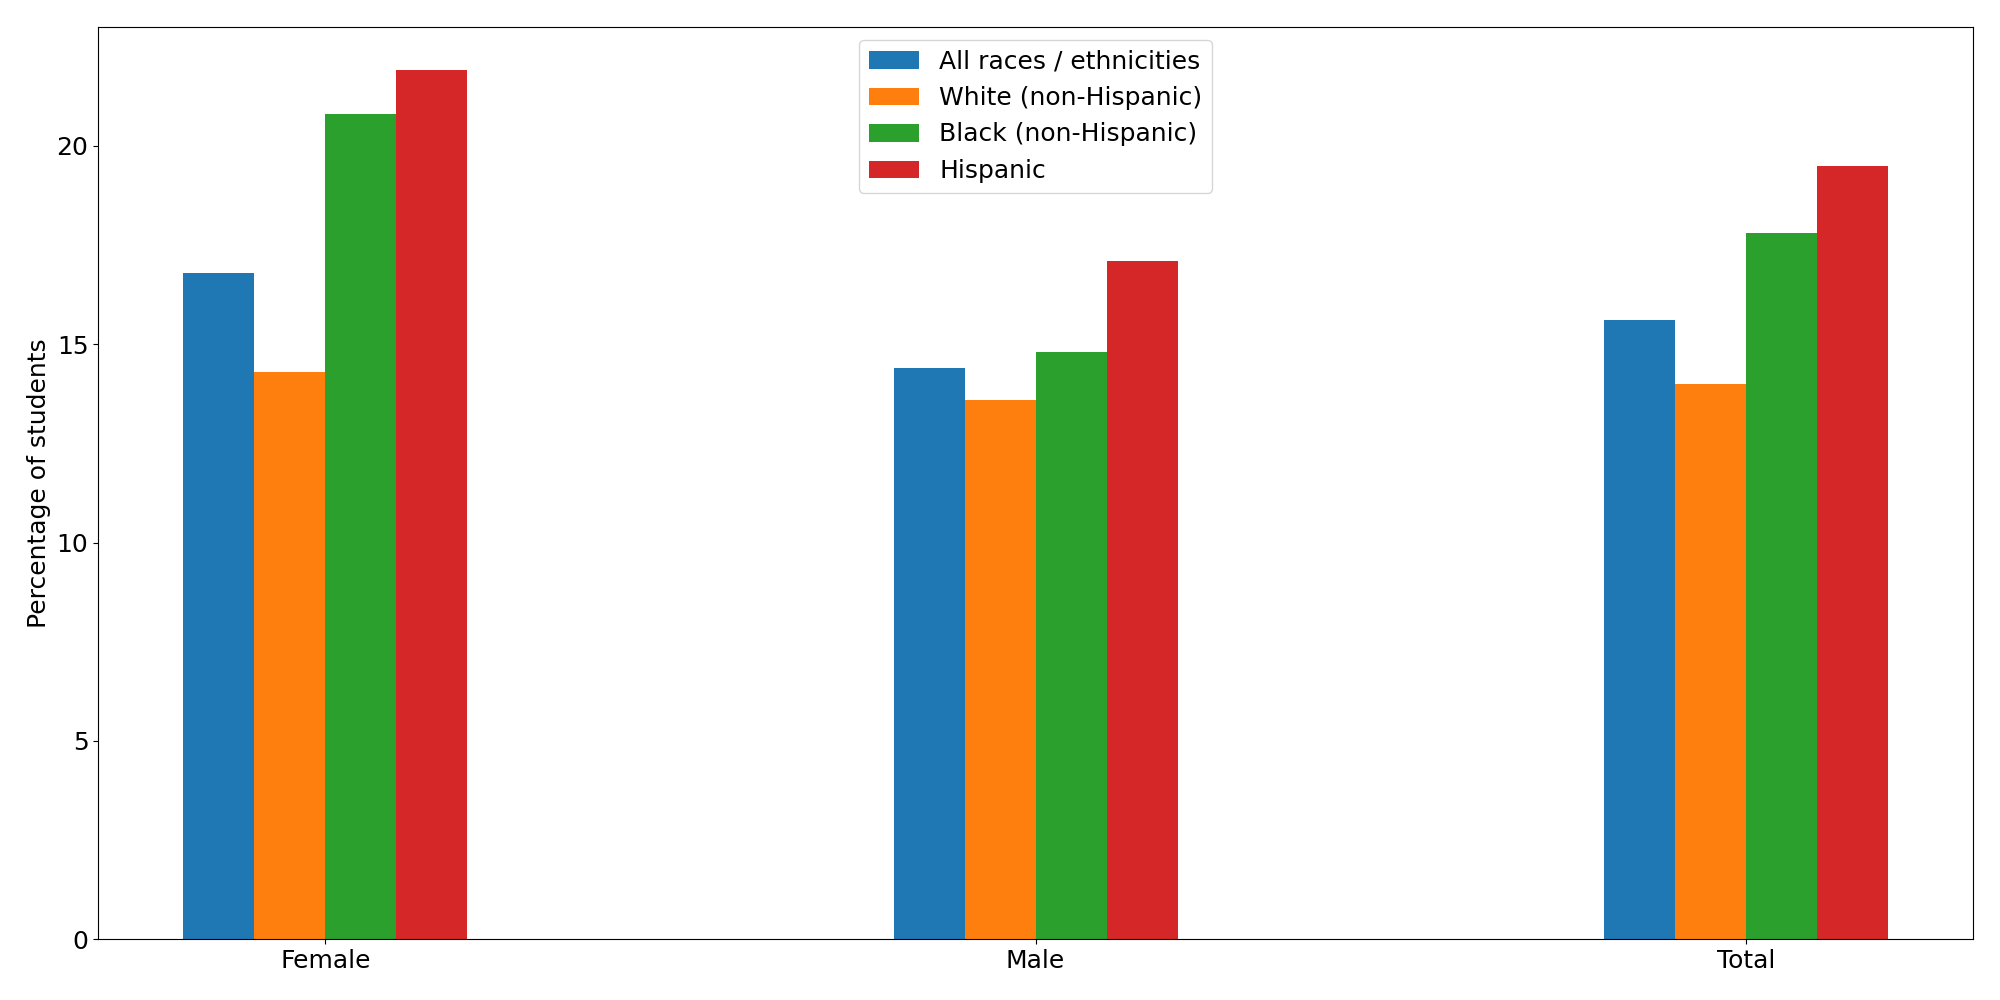 All races / ethnicities
White (non-Hispanic)
Black (non-Hispanic)
Hispanic
Percentage of students
20
15
10
5
0
Female
Male
Total